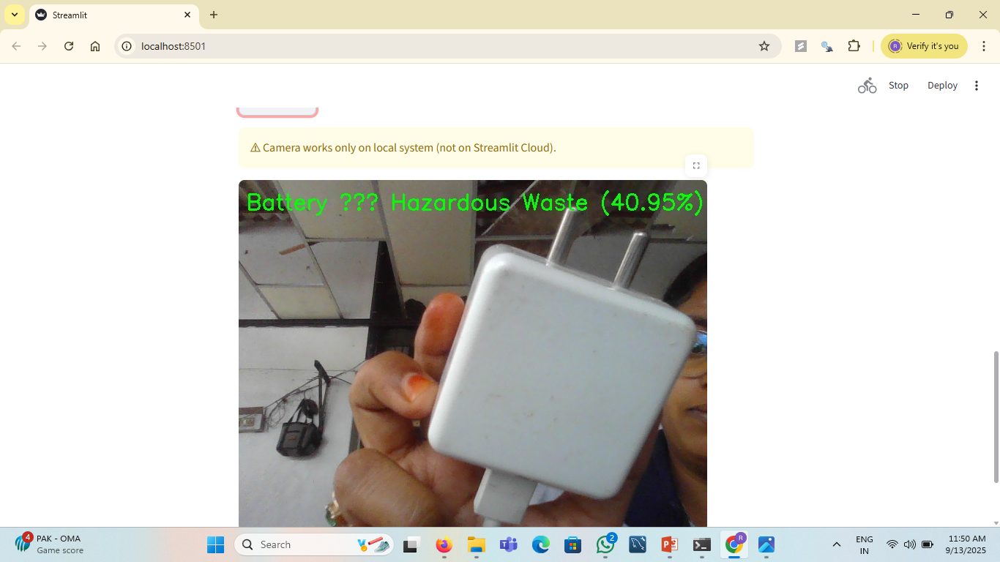 Streamlit
localhost:8501
R
Verify it's you
Stop
Deploy
⚠ Camera works only on local system (not on Streamlit Cloud).
Battery ??? Hazardous Waste (40.95%)
4
PAK - OMA
Game score
Search
2
R
ENG
IN
11:50 AM
9/13/2025